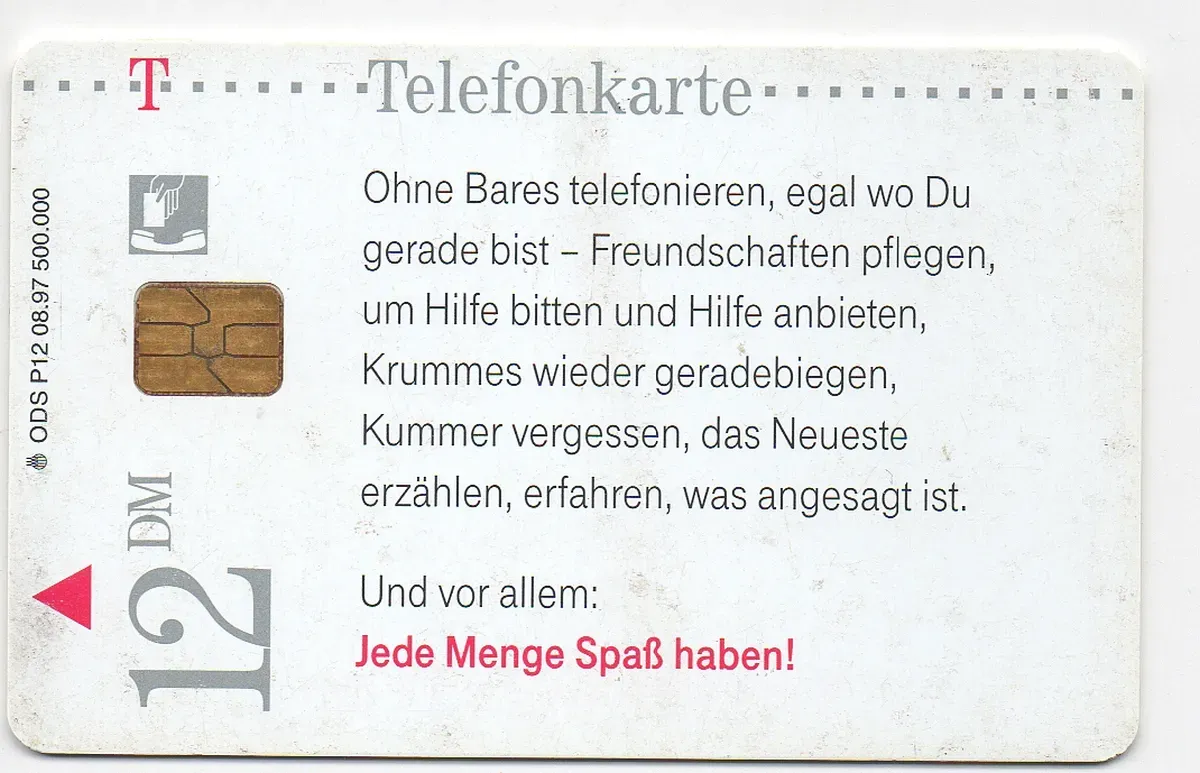 T Telefonkarte
Ohne Bares telefonieren, egal wo Du
gerade bist – Freundschaften pflegen,
um Hilfe bitten und Hilfe anbieten,
Krummes wieder geradebiegen,
Kummer vergessen, das Neueste
erzählen, erfahren, was angesagt ist.
Und vor allem:
Jede Menge Spaß haben!
ODS P12 08.97 500.000
12 DM